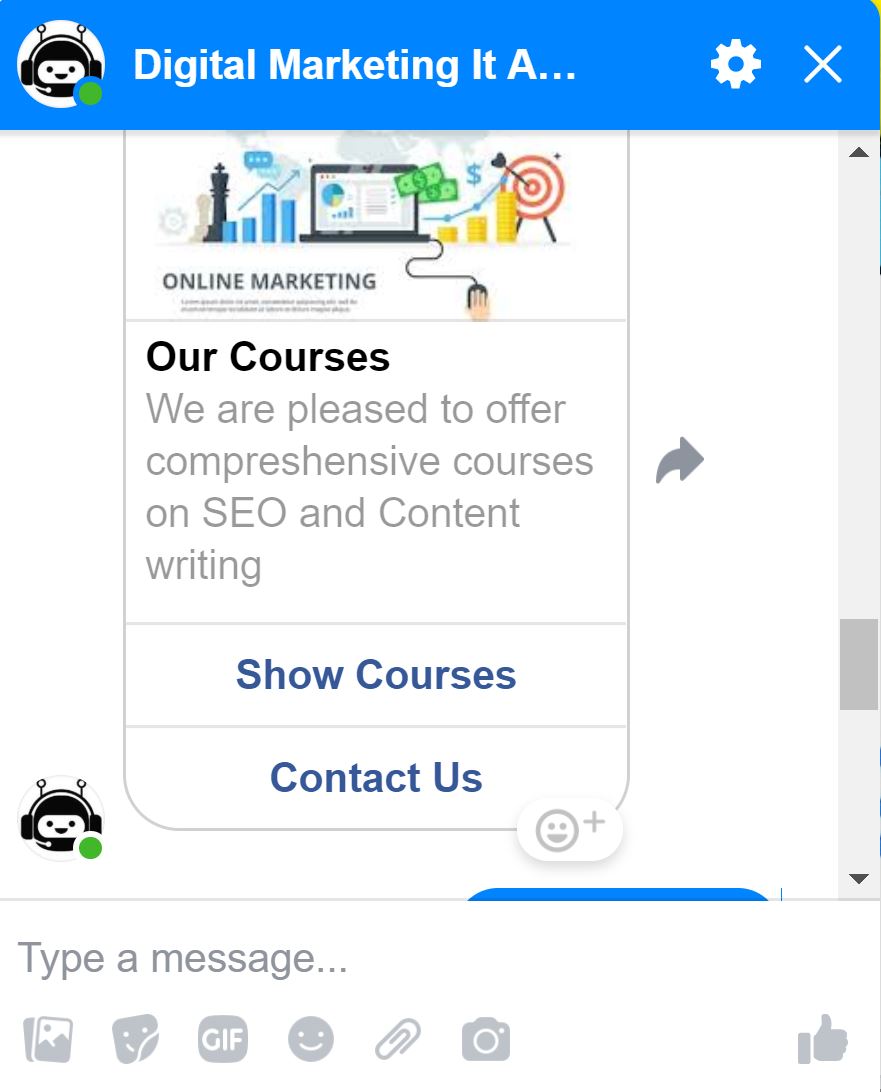 Digital Marketing It A...
$
ONLINE MARKETING
Our Courses
We are pleased to offer
compreshensive courses
on SEO and Content
writing
Show Courses
Contact Us
Type a message...
GIF